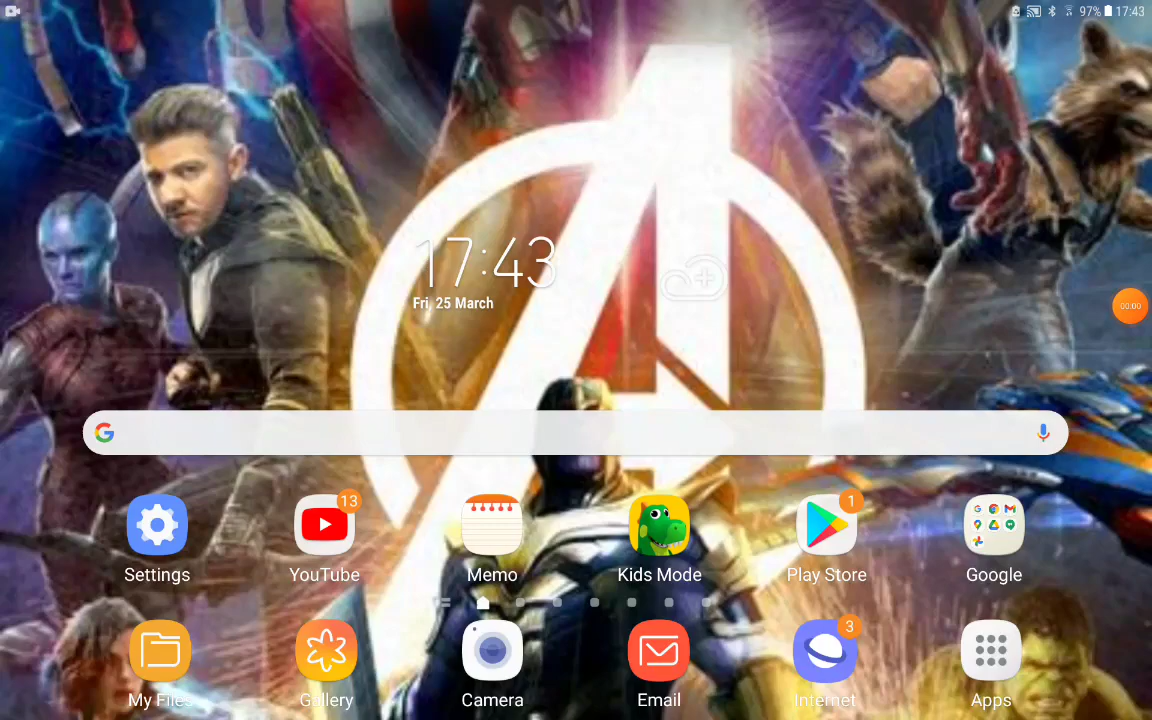 97% 17:43
17:43
Fri, 25 March
00:00
13
1
Settings
YouTube
Memo
Kids Mode
Play Store
Google
3
My Files
Gallery
Camera
Email
Internet
Apps